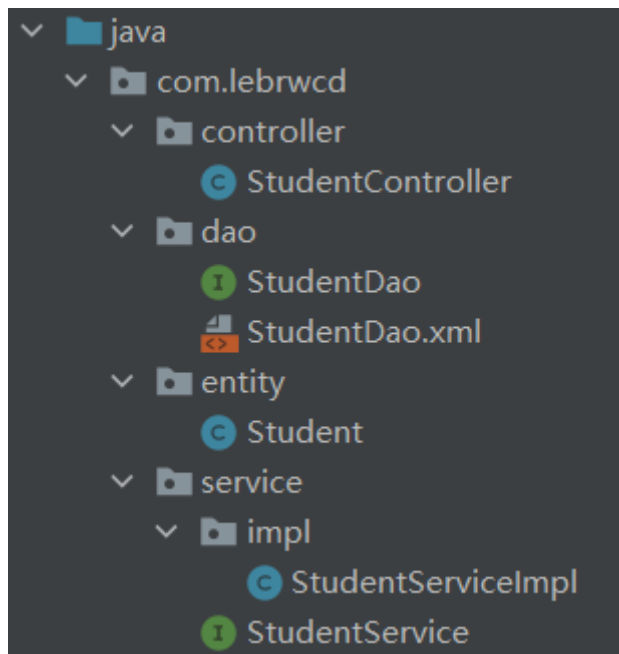 java
com.lebrwcd
controller
StudentController
dao
StudentDao
StudentDao.xml
entity
Student
service
impl
StudentServiceImpl
StudentService